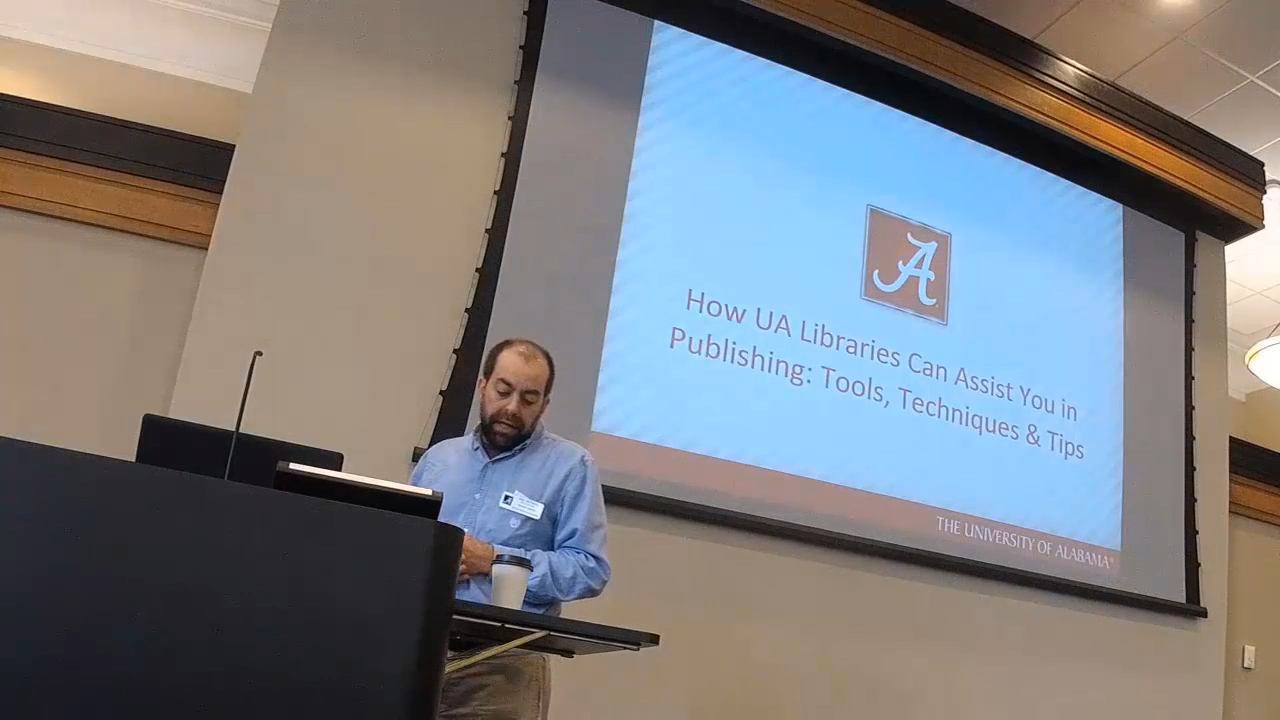 A
How UA Libraries Can Assist You in
Publishing: Tools, Techniques & Tips
THE UNIVERSITY OF ALABAMA®